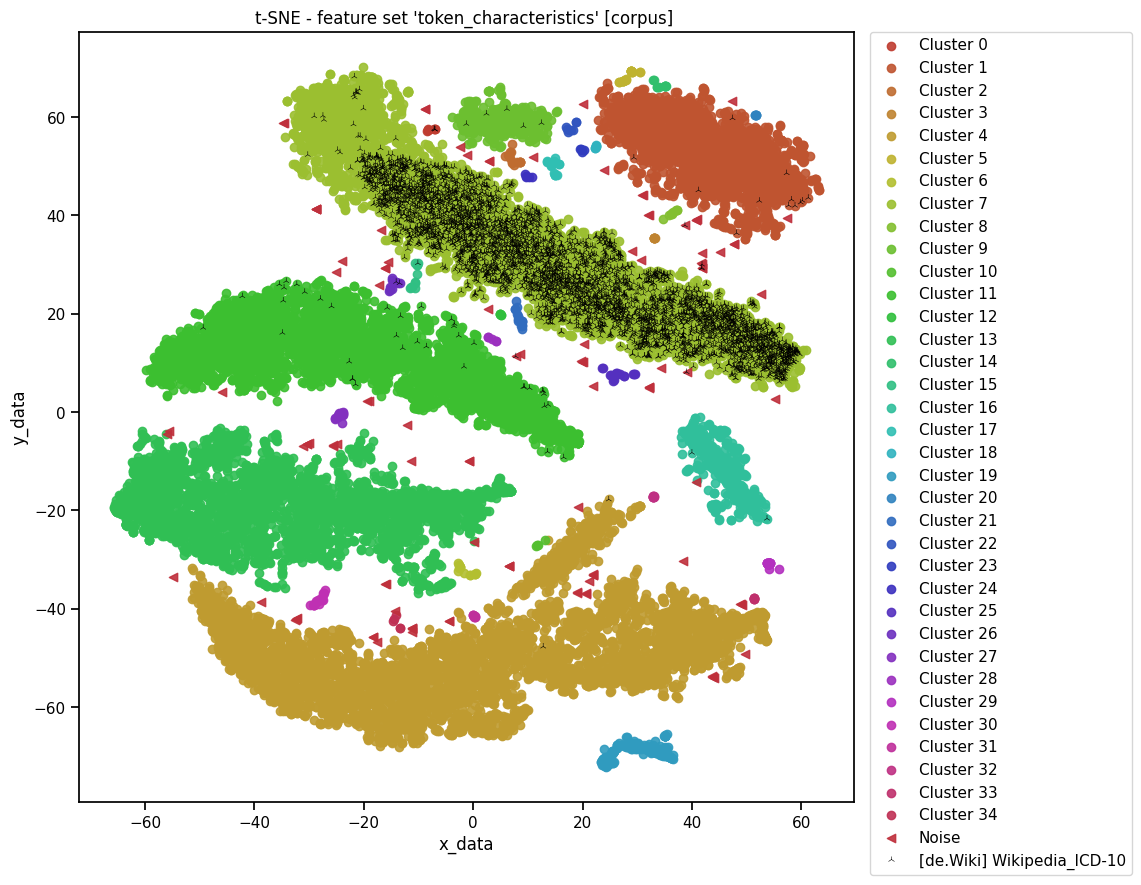 t-SNE - feature set 'token_characteristics' [corpus]
y_data
60
40
20
0
−20
−40
−60
−60
−40
−20
0
20
40
60
x_data
Cluster 0
Cluster 1
Cluster 2
Cluster 3
Cluster 4
Cluster 5
Cluster 6
Cluster 7
Cluster 8
Cluster 9
Cluster 10
Cluster 11
Cluster 12
Cluster 13
Cluster 14
Cluster 15
Cluster 16
Cluster 17
Cluster 18
Cluster 19
Cluster 20
Cluster 21
Cluster 22
Cluster 23
Cluster 24
Cluster 25
Cluster 26
Cluster 27
Cluster 28
Cluster 29
Cluster 30
Cluster 31
Cluster 32
Cluster 33
Cluster 34
Noise
[de.Wiki] Wikipedia_ICD-10